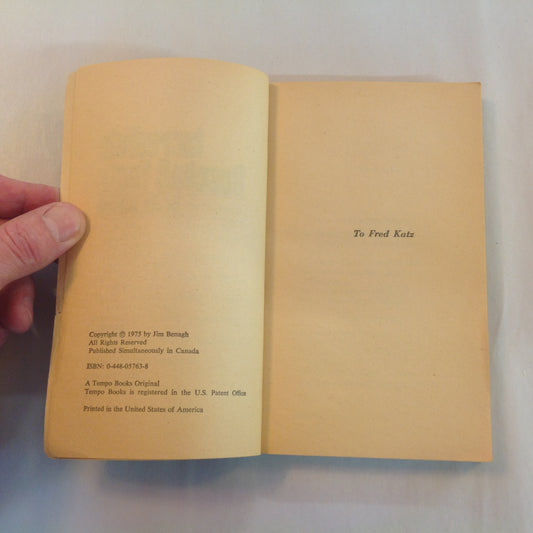 Copyright © 1975 by Jim Benagh
All Rights Reserved
Published Simultaneously in Canada
ISBN: 0-448-05763-8
A Tempo Books Original
Tempo Books is registered in the U.S. Patent Office
Printed in the United States of America
To Fred Katz